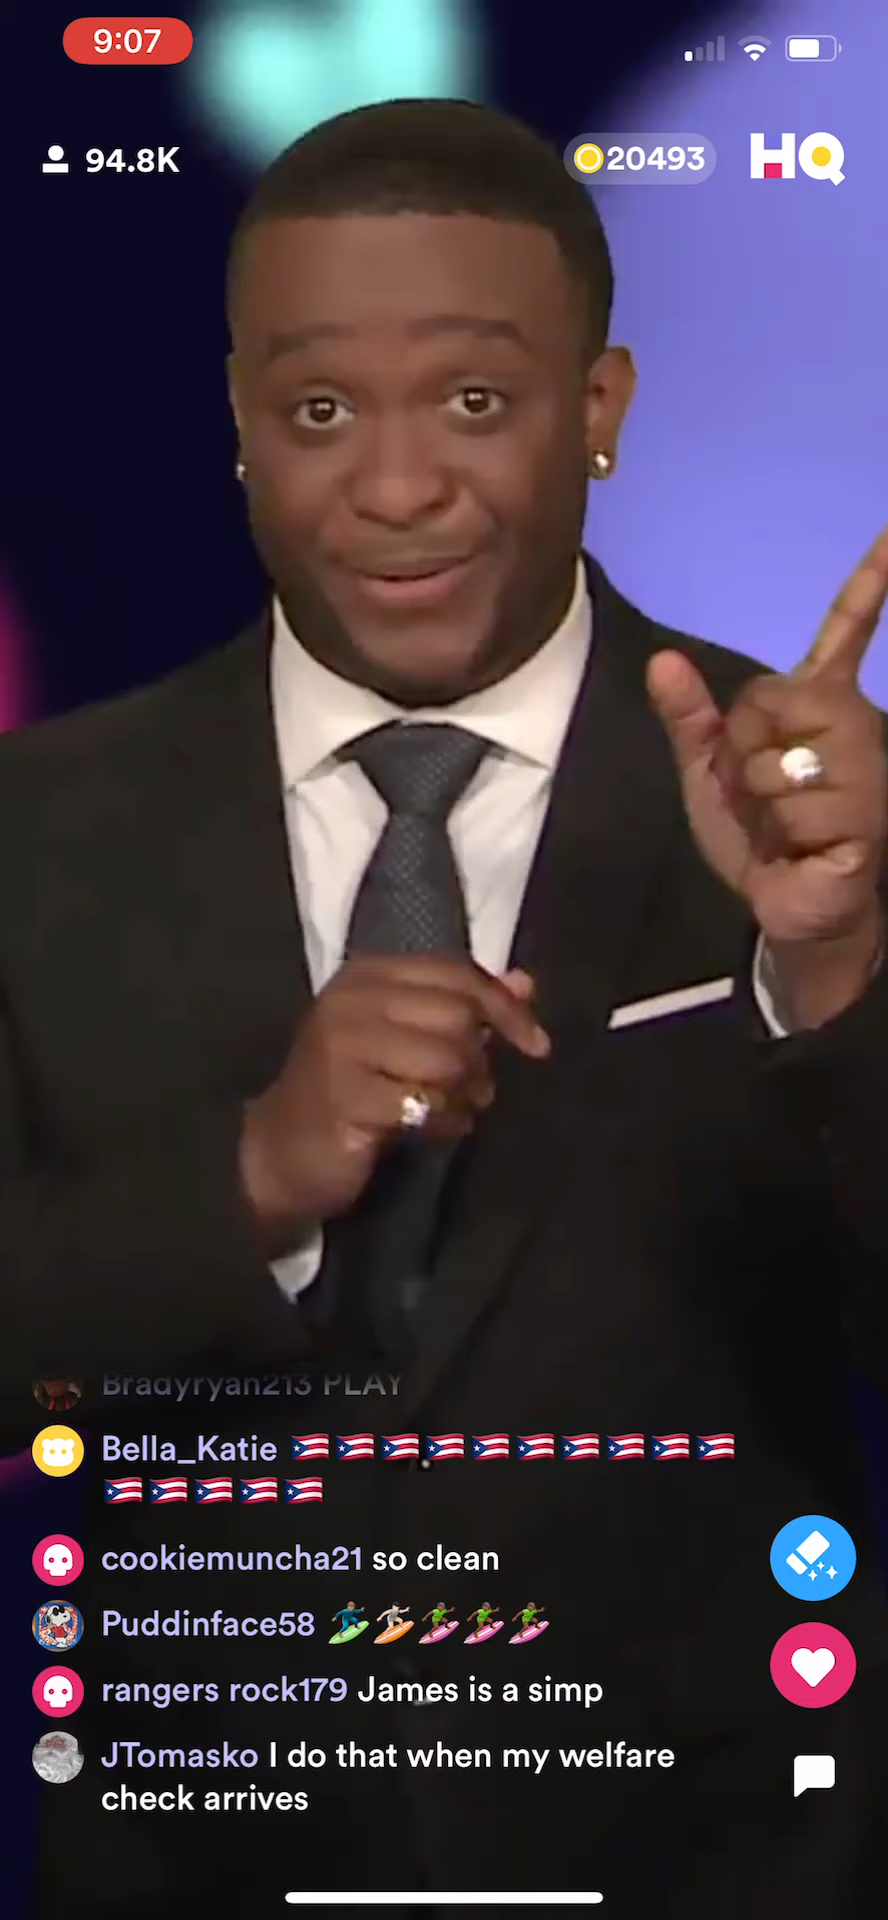 9:07
94.8K
20493
HQ
Bradyryan213 PLAY
Bella_Katie 🇵🇷🇵🇷🇵🇷🇵🇷🇵🇷🇵🇷🇵🇷🇵🇷🇵🇷🇵🇷
🇵🇷🇵🇷🇵🇷🇵🇷🇵🇷
cookiemuncha21 so clean
Puddinface58 🏄🏽‍♂️🏄🏻🏄🏽‍♀️🏄🏽‍♀️🏄🏽‍♀️
rangers rock179 James is a simp
JTomasko I do that when my welfare
check arrives